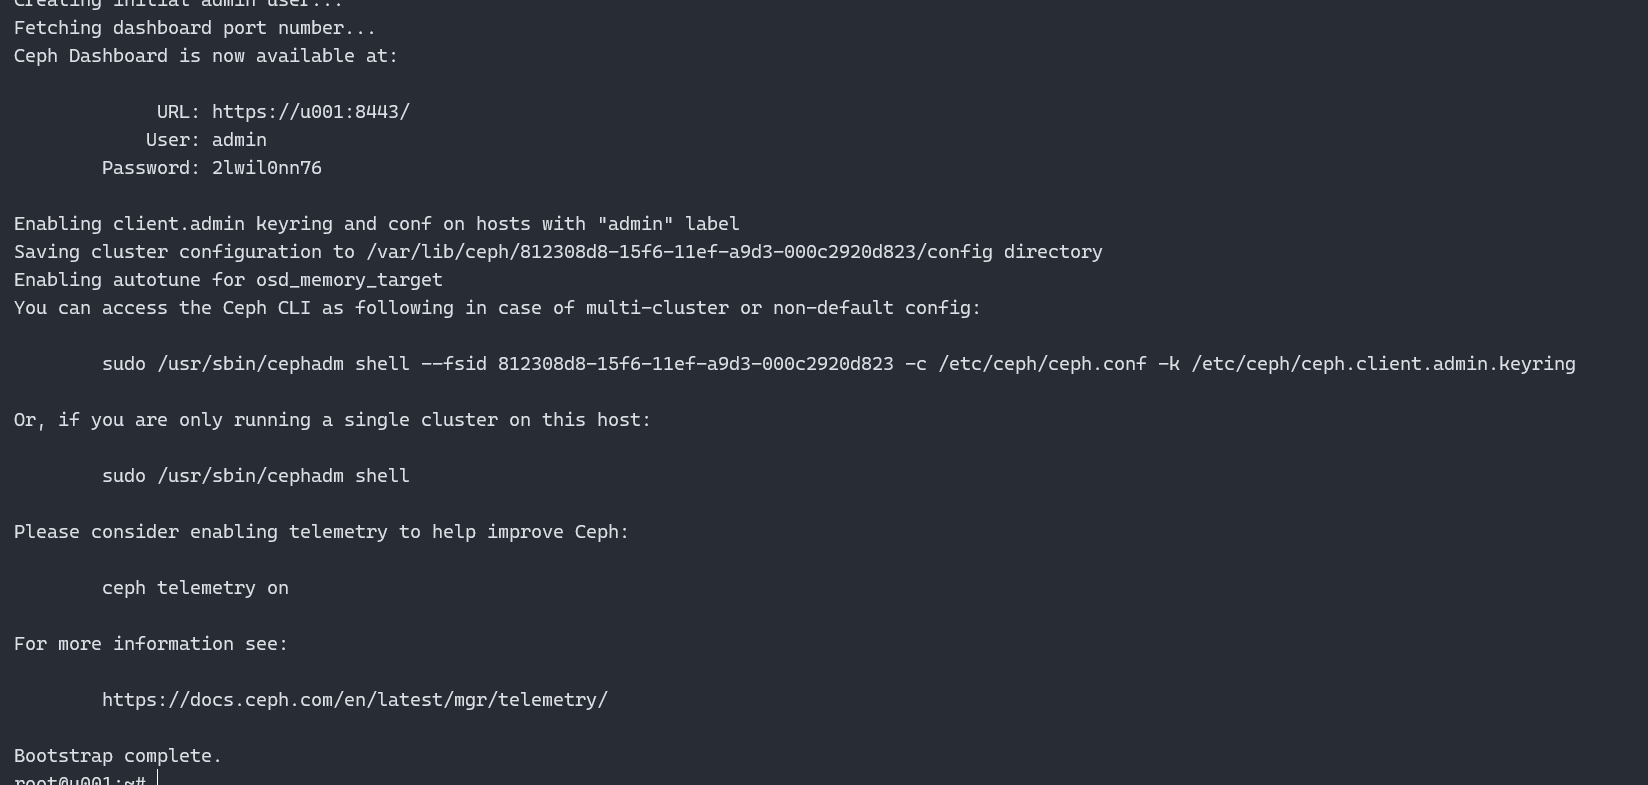 Creating initial admin user...
Fetching dashboard port number...
Ceph Dashboard is now available at:
URL: https://u001:8443/
User: admin
Password: 2lwil0nn76
Enabling client.admin keyring and conf on hosts with "admin" label
Saving cluster configuration to /var/lib/ceph/812308d8-15f6-11ef-a9d3-000c2920d823/config directory
Enabling autotune for osd_memory_target
You can access the Ceph CLI as following in case of multi-cluster or non-default config:
sudo /usr/sbin/cephadm shell --fsid 812308d8-15f6-11ef-a9d3-000c2920d823 -c /etc/ceph/ceph.conf -k /etc/ceph/ceph.client.admin.keyring
Or, if you are only running a single cluster on this host:
sudo /usr/sbin/cephadm shell
Please consider enabling telemetry to help improve Ceph:
ceph telemetry on
For more information see:
https://docs.ceph.com/en/latest/mgr/telemetry/
Bootstrap complete.
root@u001:~#